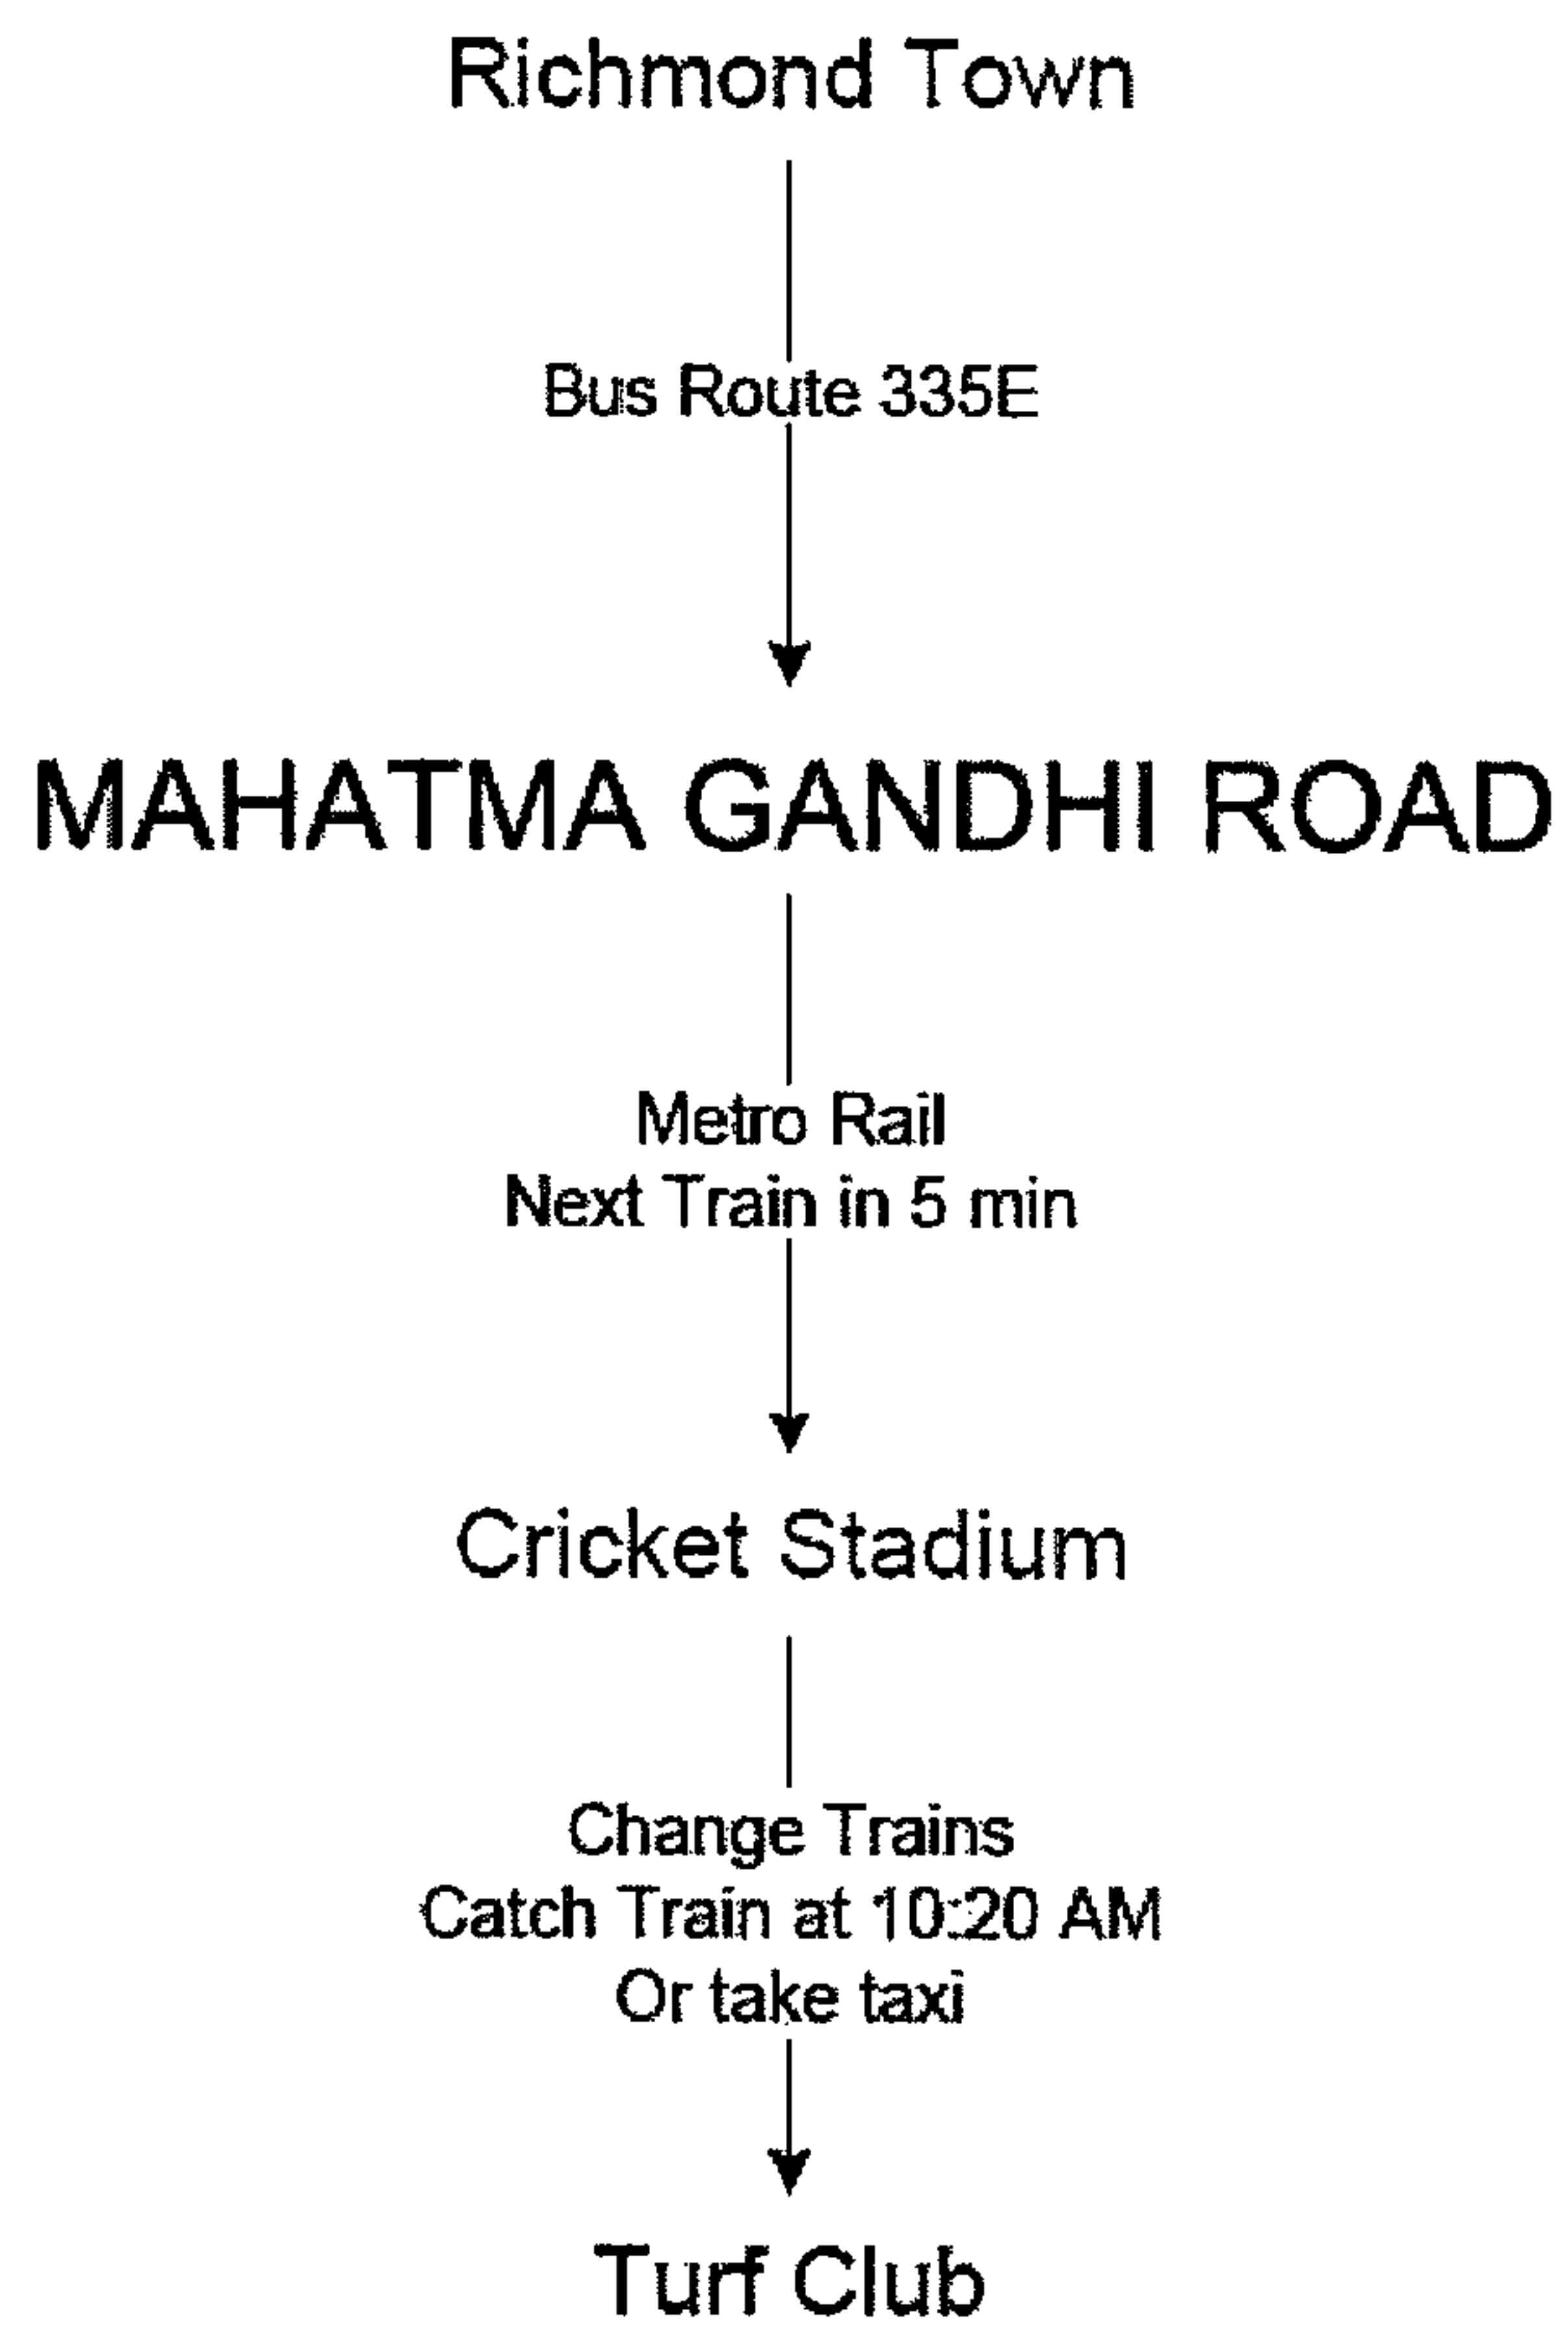 Richmond Town
Bus Route 335E
MAHATMA GANDHI ROAD
Metro Rail
Next Train in 5 min
Cricket Stadium
Change Trains
Catch Train at 10:20 AM
Or take taxi
Turf Club